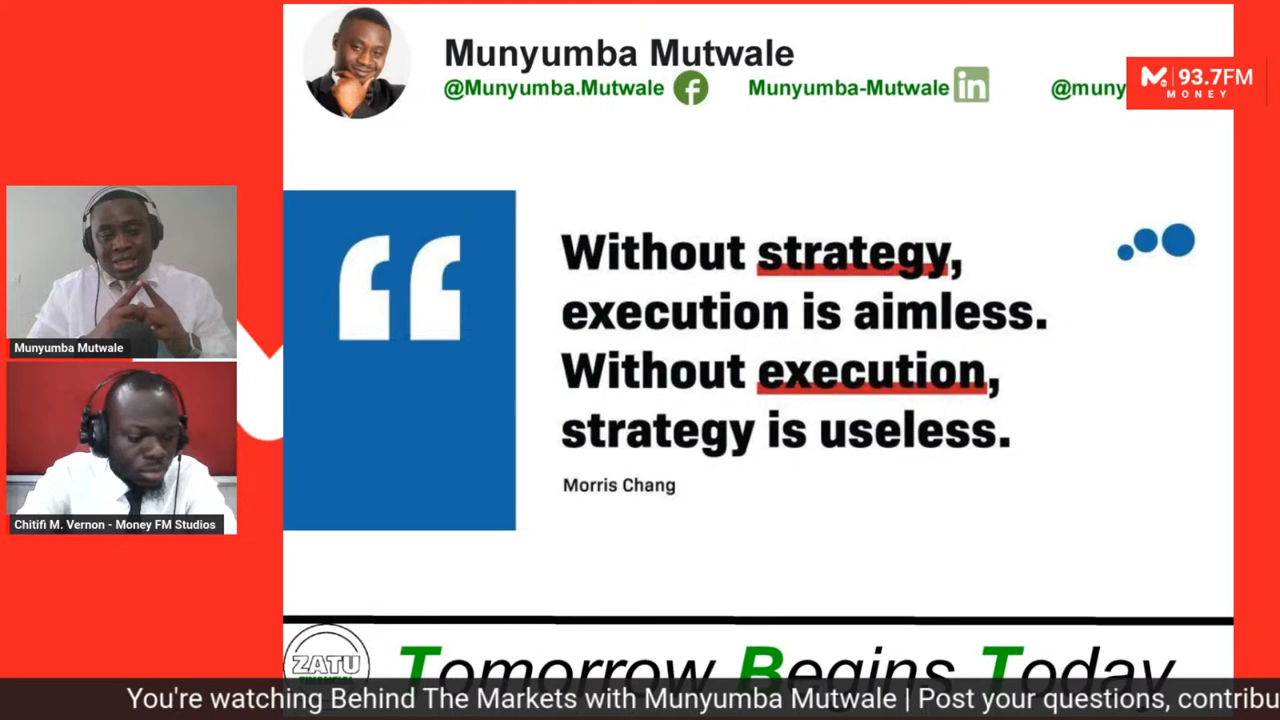 Munyumba Mutwale
@Munyumba.Mutwale
Munyumba-Mutwale
@muny
93.7FM
MONEY
Without strategy,
execution is aimless.
Without execution,
strategy is useless.
Morris Chang
Munyumba Mutwale
Chitifi M. Vernon - Money FM Studios
ZATU
Tomorrow Begins Today
You're watching Behind The Markets with Munyumba Mutwale | Post your questions, contribu